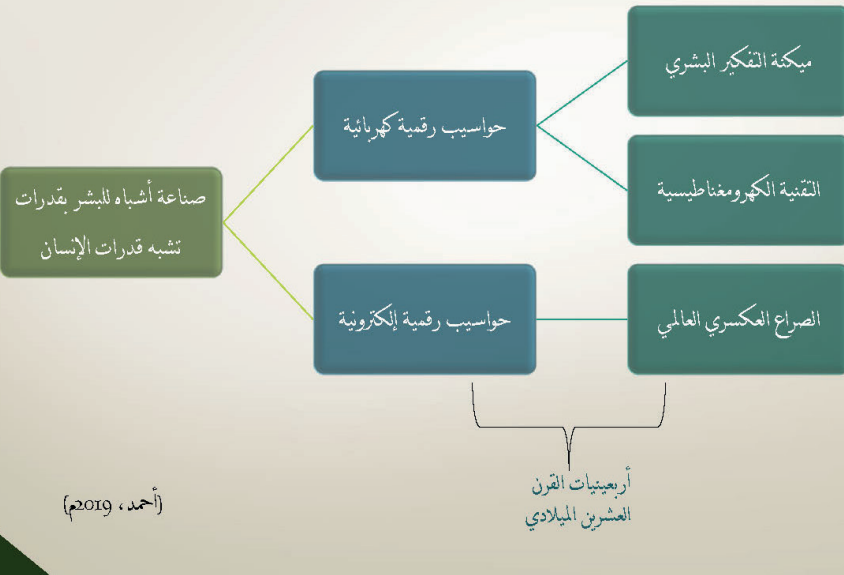 ميكنة التفكير البشري
حواسيب رقمية كهربائية
التقنية الكهرومغناطيسية
صناعة أشباه للبشر بقدرات
تشبه قدرات الإنسان
حواسيب رقمية إلكترونية
الصراع العكسري العالمي
أربعينيات القرن
العشرين الميلادي
(أحمد، 2019م)